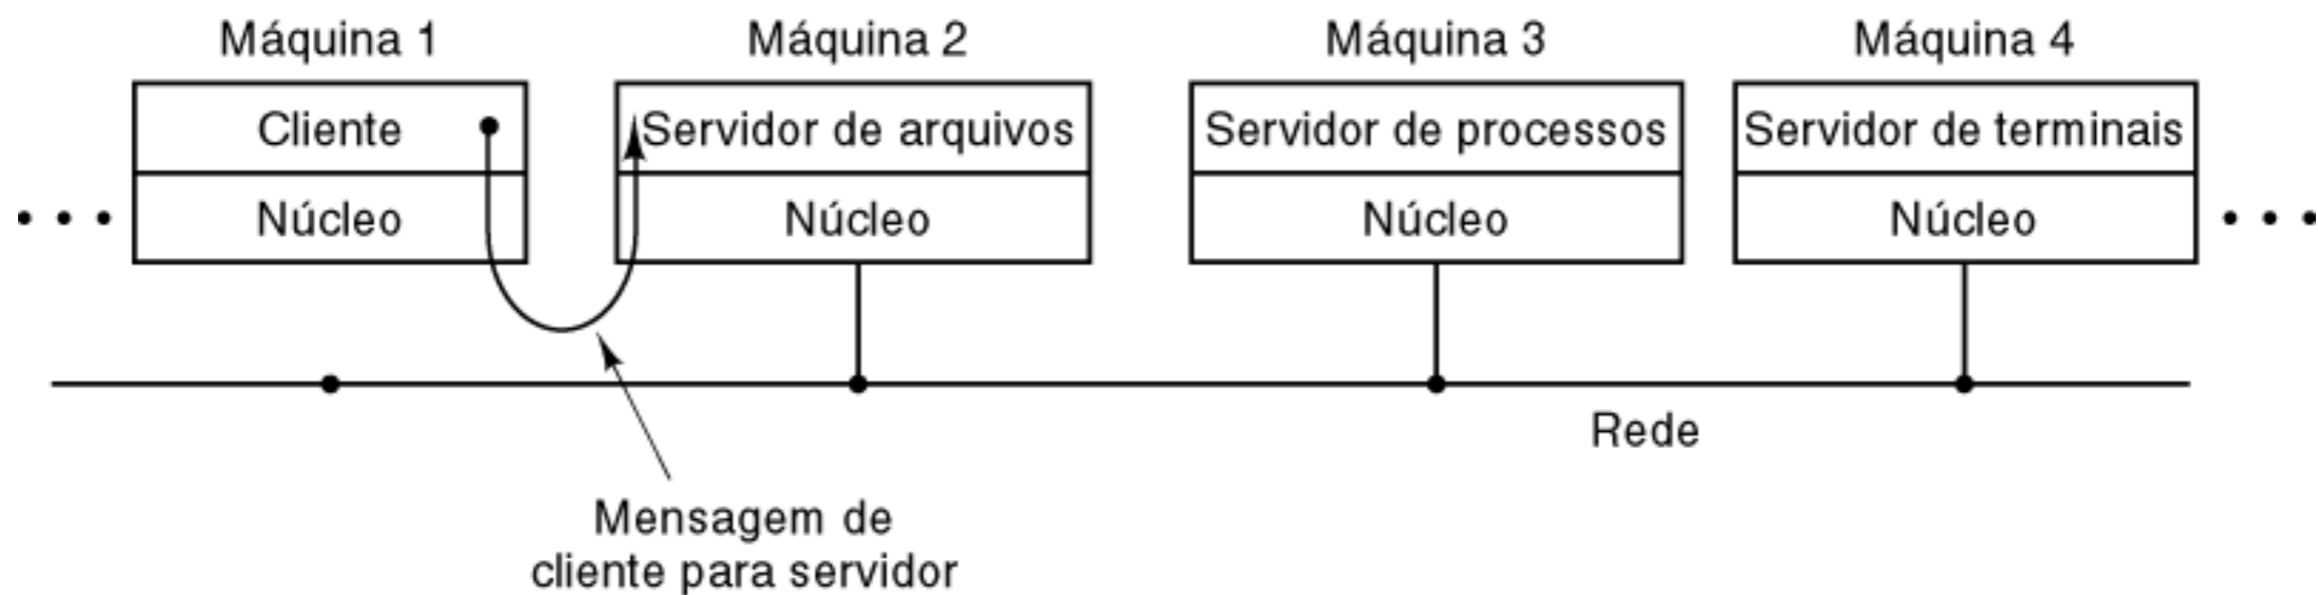 Máquina 1
Máquina 2
Máquina 3
Máquina 4
Cliente
Servidor de arquivos
Servidor de processos
Servidor de terminais
Núcleo
Núcleo
Núcleo
Núcleo
Rede
Mensagem de
cliente para servidor